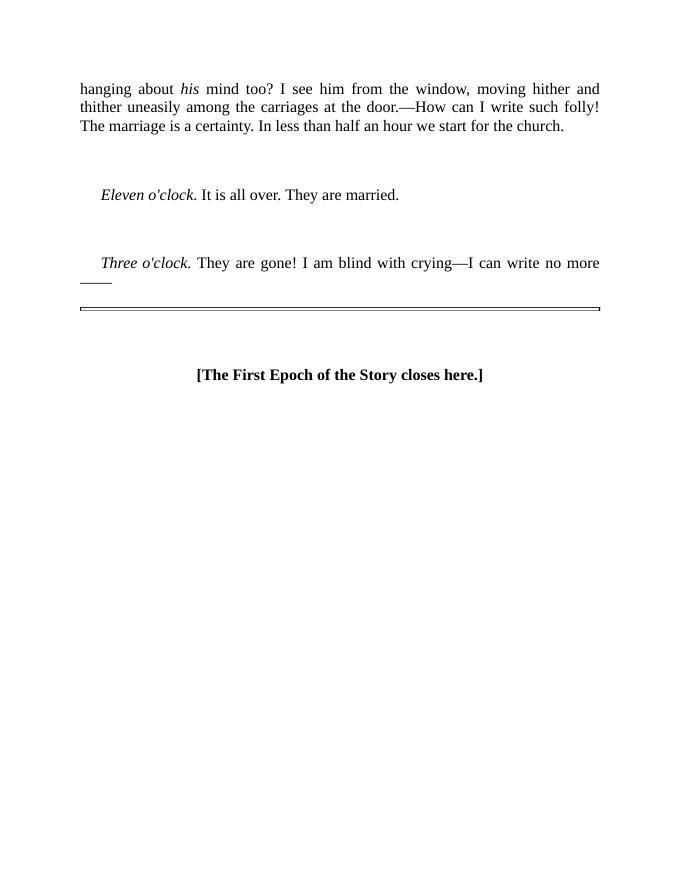 hanging about his mind too? I see him from the window, moving hither and
thither uneasily among the carriages at the door.—How can I write such folly!
The marriage is a certainty. In less than half an hour we start for the church.
Eleven o'clock. It is all over. They are married.
Three o'clock. They are gone! I am blind with crying—I can write no more
——
[The First Epoch of the Story closes here.]